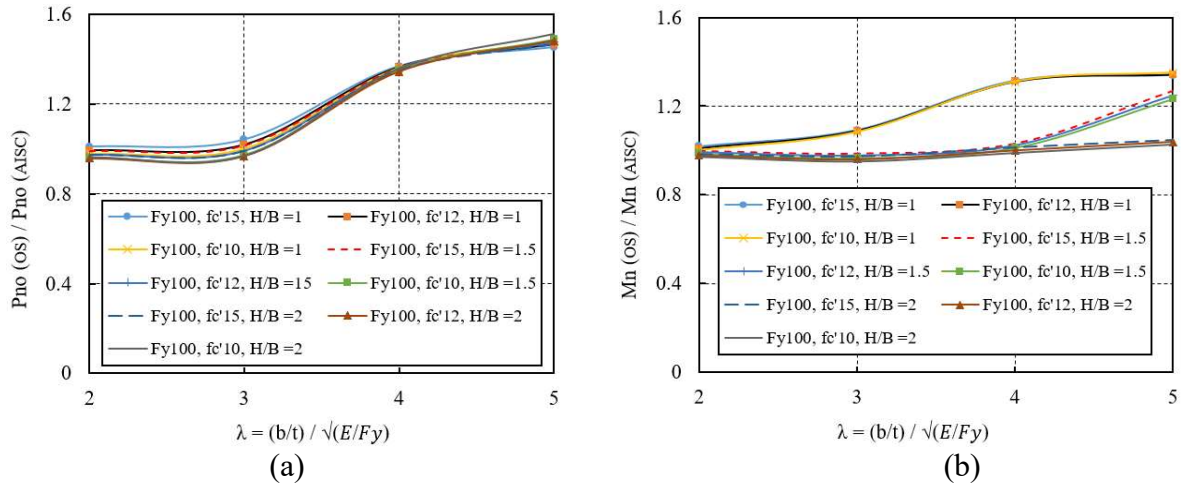 1.6
1.2
0.8
0.4
0
Pno (OS) / Pno (AISC)
Fy100, fc'15, H/B =1
Fy100, fc'12, H/B =1
Fy100, fc'10, H/B =1
Fy100, fc'15, H/B =1.5
Fy100, fc'12, H/B =15
Fy100, fc'10, H/B =1.5
Fy100, fc'15, H/B =2
Fy100, fc'12, H/B =2
Fy100, fc'10, H/B =2
2 3 4 5
λ = (b/t) / √(E/Fy)
(a)
1.6
1.2
0.8
0.4
0
Mn (OS) / Mn (AISC)
Fy100, fc'15, H/B =1
Fy100, fc'12, H/B =1
Fy100, fc'10, H/B =1
Fy100, fc'15, H/B =1.5
Fy100, fc'12, H/B =1.5
Fy100, fc'10, H/B =1.5
Fy100, fc'15, H/B =2
Fy100, fc'12, H/B =2
Fy100, fc'10, H/B =2
2 3 4 5
λ = (b/t) / √(E/Fy)
(b)